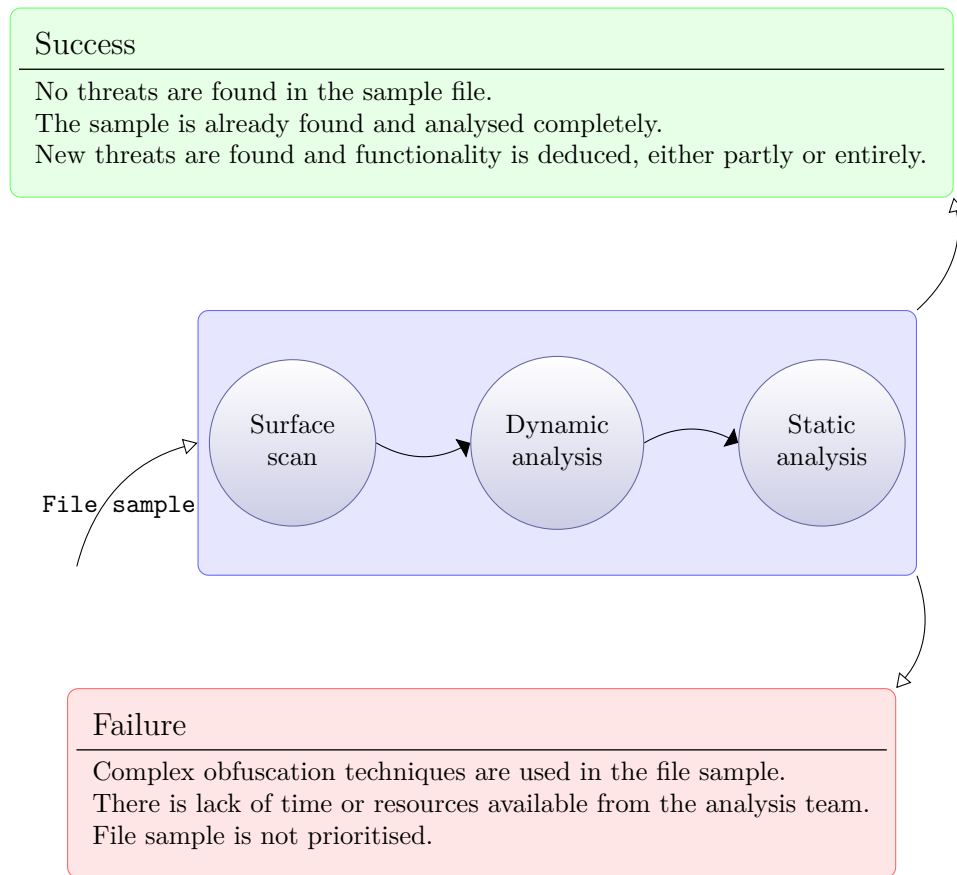 Success
No threats are found in the sample file.
The sample is already found and analysed completely.
New threats are found and functionality is deduced, either partly or entirely.
Surface
scan
Dynamic
analysis
Static
analysis
File sample
Failure
Complex obfuscation techniques are used in the file sample.
There is lack of time or resources available from the analysis team.
File sample is not prioritised.